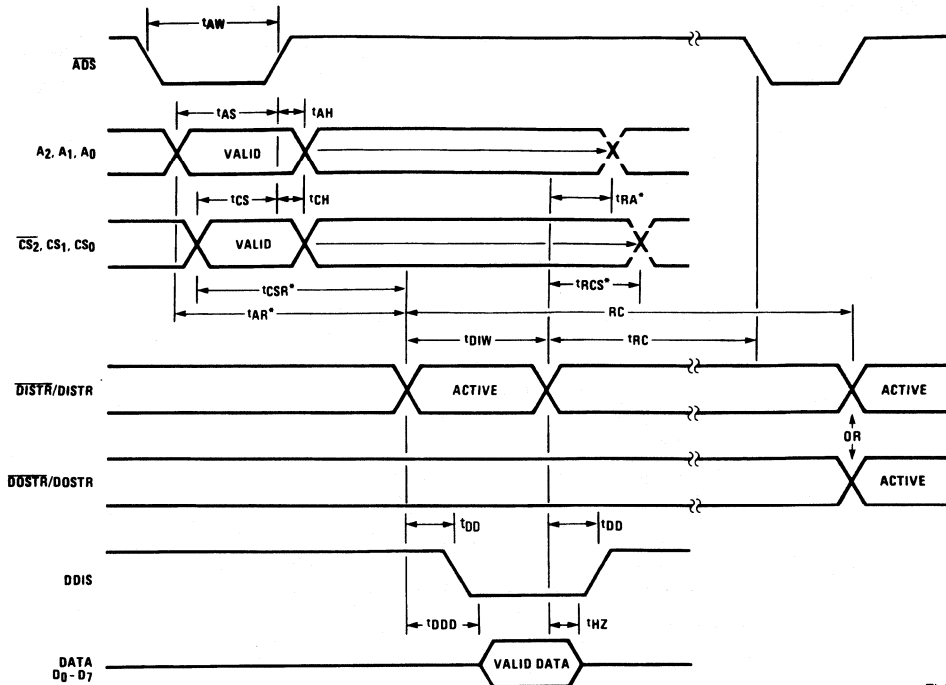 tAW
ADS
tAS tAH
A2, A1, A0 VALID
tCS tCH tRA*
CS2, CS1, CS0 VALID
tCSR* tRCS*
tAR* RC
tDIW tRC
DISTR/DISTR ACTIVE ACTIVE
OR
DOSTR/DOSTR ACTIVE
tDD tDD
DDIS
tDDD tHZ
DATA VALID DATA
D0-D7